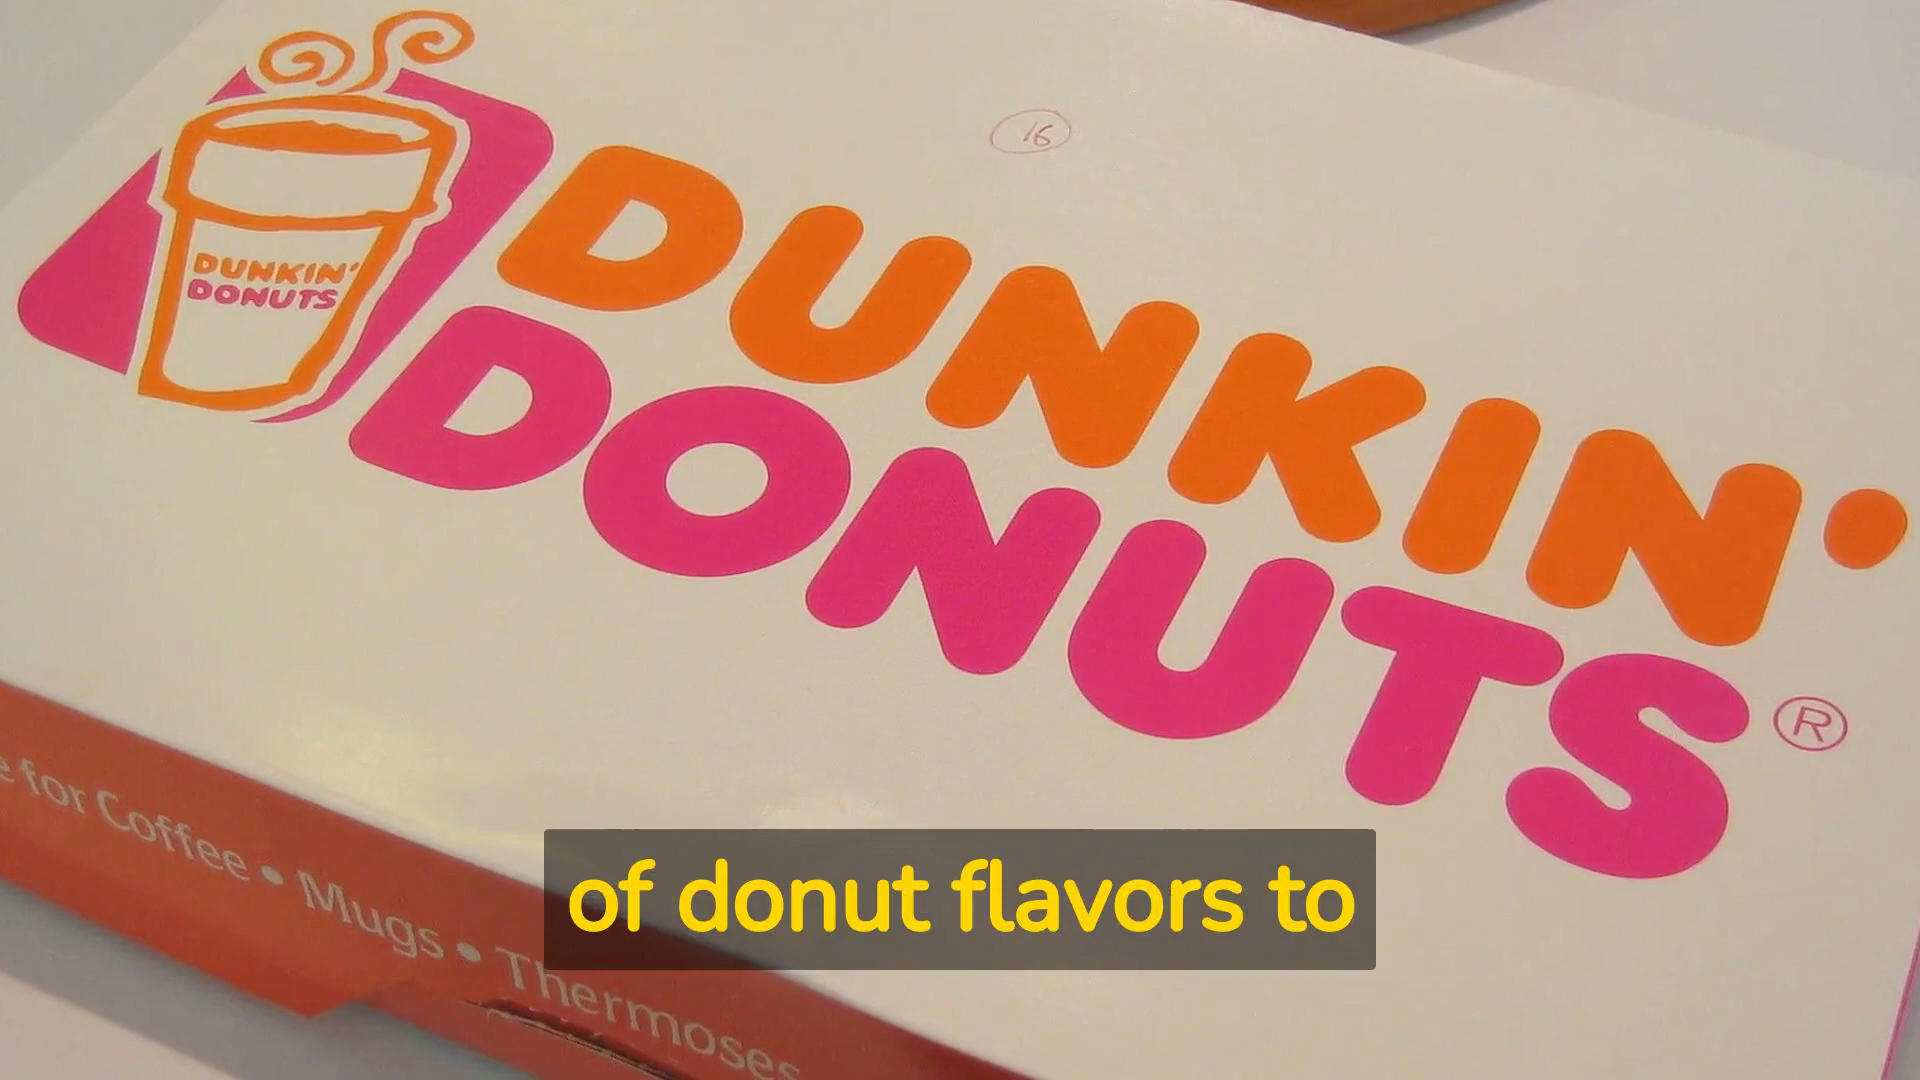 16
DUNKIN'
DONUTS
DUNKIN'
DONUTS®
for Coffee • Mugs • Thermoses
of donut flavors to